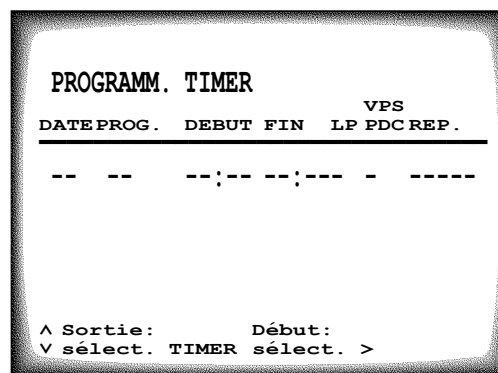 PROGRAMM. TIMER
VPS
DATE PROG. DEBUT FIN LP PDC REP.
-- -- --:-- --:--- - -----
^ Sortie: Début:
v sélect. TIMER sélect. >